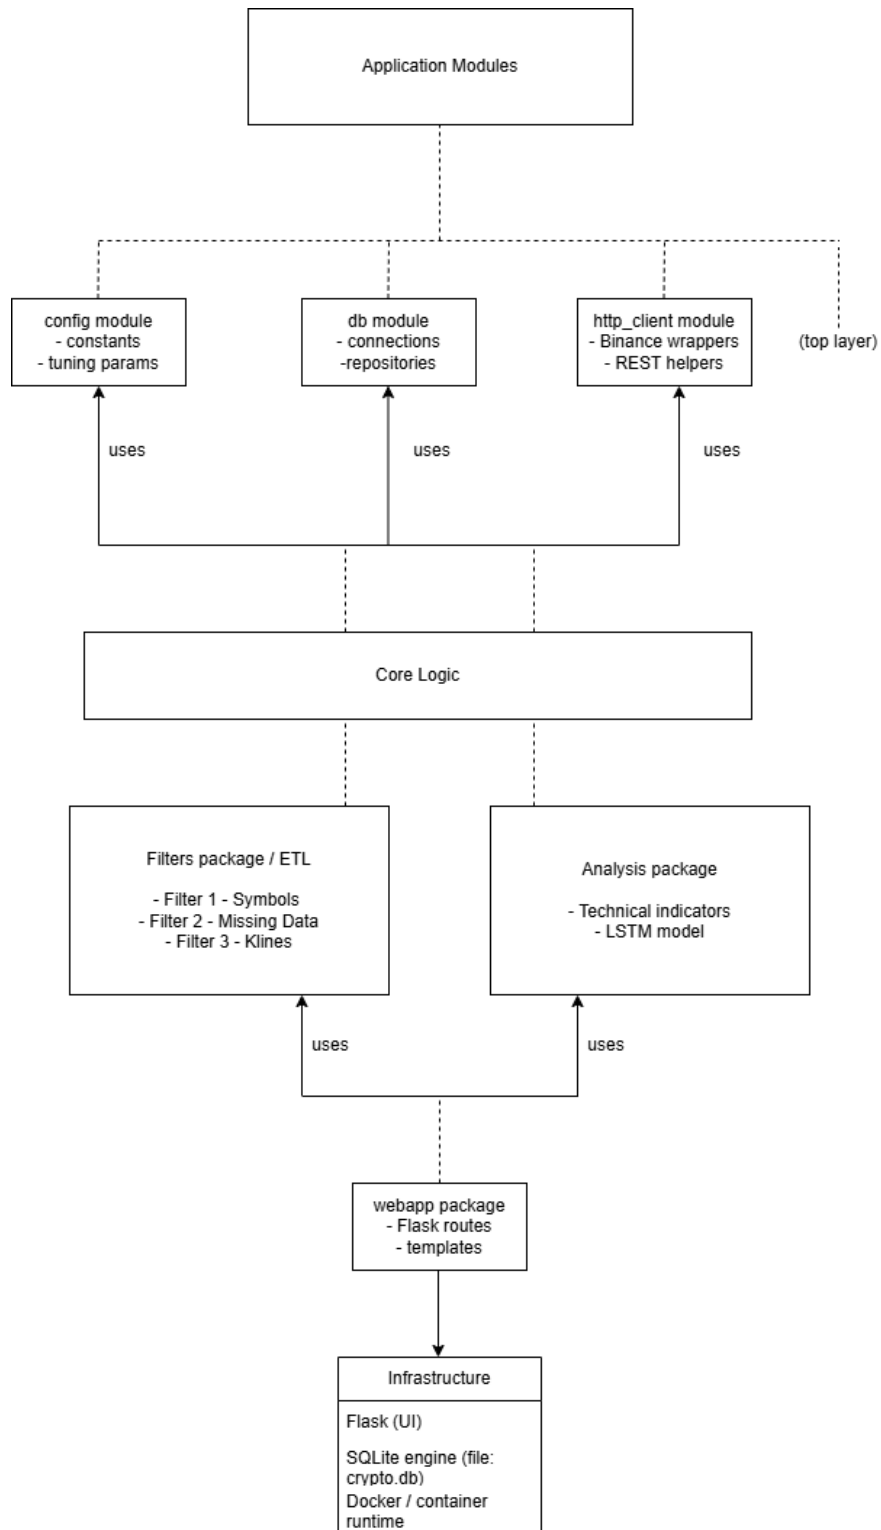 Application Modules
config module
- constants
- tuning params
db module
- connections
-repositories
http_client module
- Binance wrappers
- REST helpers
(top layer)
uses
uses
uses
Core Logic
Filters package / ETL
- Filter 1 - Symbols
- Filter 2 - Missing Data
- Filter 3 - Klines
Analysis package
- Technical indicators
- LSTM model
uses
uses
webapp package
- Flask routes
- templates
Infrastructure
Flask (UI)
SQLite engine (file:
crypto.db)
Docker / container
runtime